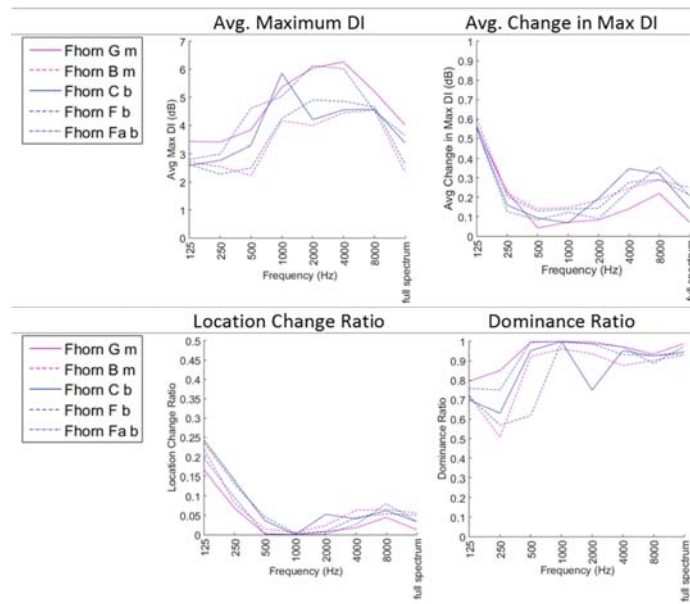 Avg. Maximum DI
Avg. Change in Max DI
Fhorn G m
Fhorn B m
Fhorn C b
Fhorn F b
Fhorn Fa b
Avg Max DI (dB)
7
6
5
4
3
2
1
0
125
250
500
1000
2000
4000
8000
full spectrum
Frequency (Hz)
Avg Change in Max DI (dB)
1
0.9
0.8
0.7
0.6
0.5
0.4
0.3
0.2
0.1
0
125
250
500
1000
2000
4000
8000
full spectrum
Frequency (Hz)
Location Change Ratio
Dominance Ratio
Fhorn G m
Fhorn B m
Fhorn C b
Fhorn F b
Fhorn Fa b
Location Change Ratio
0.5
0.45
0.4
0.35
0.3
0.25
0.2
0.15
0.1
0.05
0
125
250
500
1000
2000
4000
8000
full spectrum
Frequency (Hz)
Dominance Ratio
1
0.9
0.8
0.7
0.6
0.5
0.4
0.3
0.2
0.1
0
125
250
500
1000
2000
4000
8000
full spectrum
Frequency (Hz)